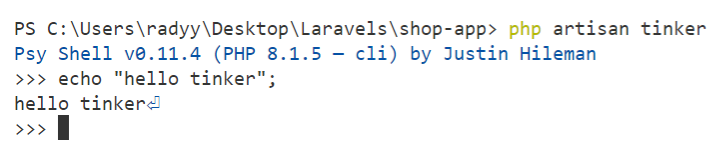 PS C:\Users\radyy\Desktop\Laravels\shop-app> php artisan tinker
Psy Shell v0.11.4 (PHP 8.1.5 — cli) by Justin Hileman
>>> echo "hello tinker";
hello tinker⏎
>>>